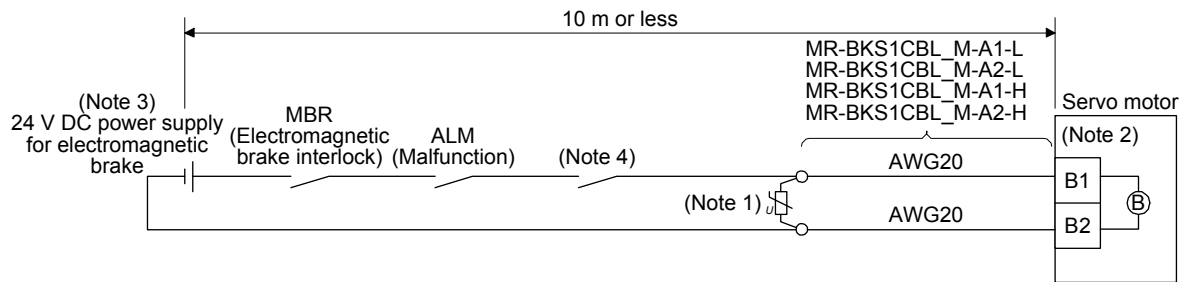 10 m or less
MR-BKS1CBL_M-A1-L
MR-BKS1CBL_M-A2-L
MR-BKS1CBL_M-A1-H
MR-BKS1CBL_M-A2-H
Servo motor
(Note 3)
24 V DC power supply
for electromagnetic
brake
MBR
(Electromagnetic
brake interlock)
ALM
(Malfunction)
(Note 4)
(Note 2)
AWG20
B1
(Note 1)
U
B
AWG20
B2